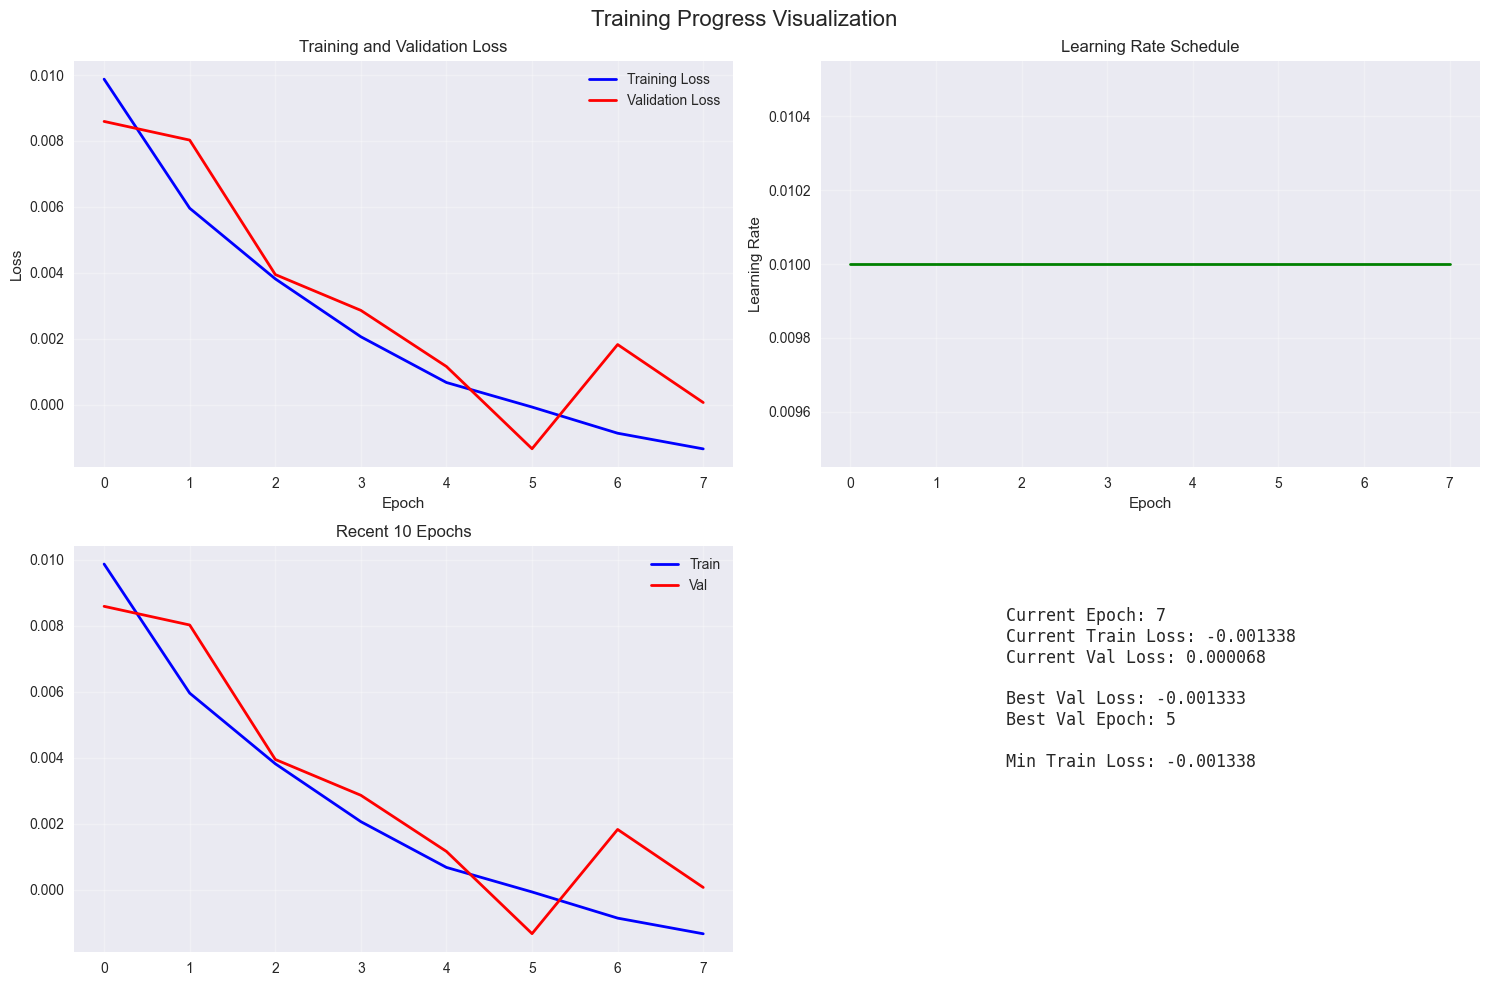 Training Progress Visualization
Training and Validation Loss
0.010
0.008
0.006
0.004
0.002
0.000
Loss
Training Loss
Validation Loss
0 1 2 3 4 5 6 7
Epoch
Learning Rate Schedule
0.0104
0.0102
0.0100
0.0098
0.0096
Learning Rate
0 1 2 3 4 5 6 7
Epoch
Recent 10 Epochs
0.010
0.008
0.006
0.004
0.002
0.000
Train
Val
0 1 2 3 4 5 6 7
Current Epoch: 7
Current Train Loss: -0.001338
Current Val Loss: 0.000068
Best Val Loss: -0.001333
Best Val Epoch: 5
Min Train Loss: -0.001338